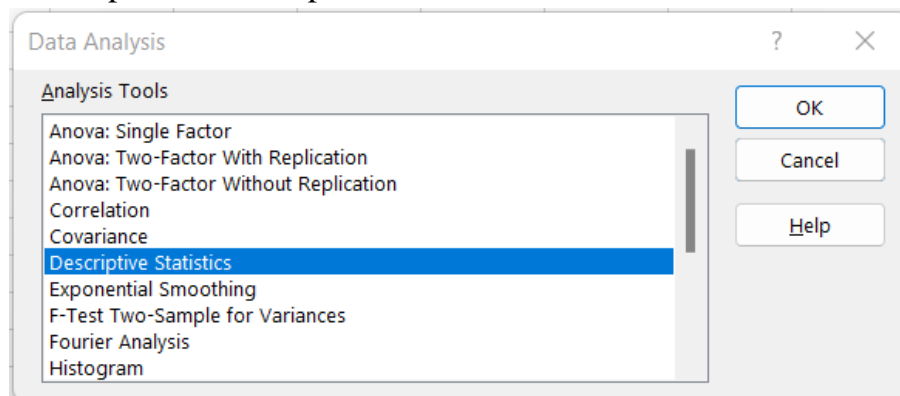 Data Analysis
?
Analysis Tools
Anova: Single Factor
Anova: Two-Factor With Replication
Anova: Two-Factor Without Replication
Correlation
Covariance
Descriptive Statistics
Exponential Smoothing
F-Test Two-Sample for Variances
Fourier Analysis
Histogram
OK
Cancel
Help